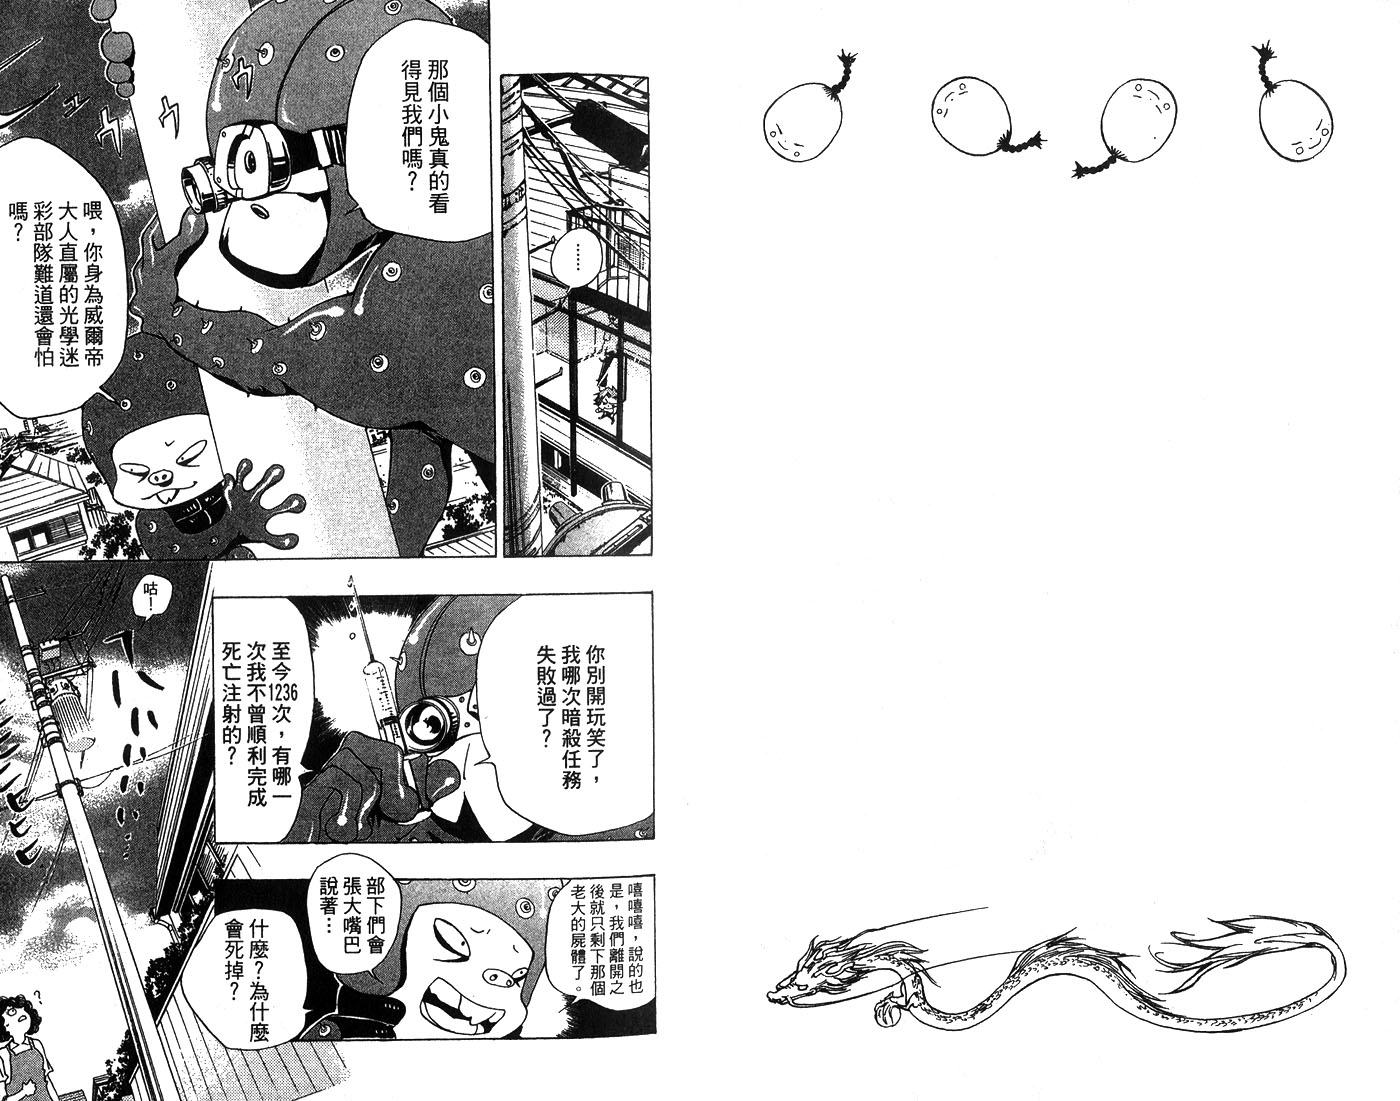 ……
那個小鬼真的看
得見我們嗎？
喂，你身為威爾帝
大人直屬的光學迷
彩部隊難道還會怕
嗎？
ウ
ウ
ウ
ウ
你別開玩笑了，
我哪次暗殺任務
失敗過了？
至今1236次，有哪一
次我不曾順利完成
死亡注射的？
嘻嘻嘻，說的也
是，我們離開之
後就只剩下那個
老大的屍體了。
部下們會
張大嘴巴
說著…
什麼？為什麼
會死掉？
咕！
?